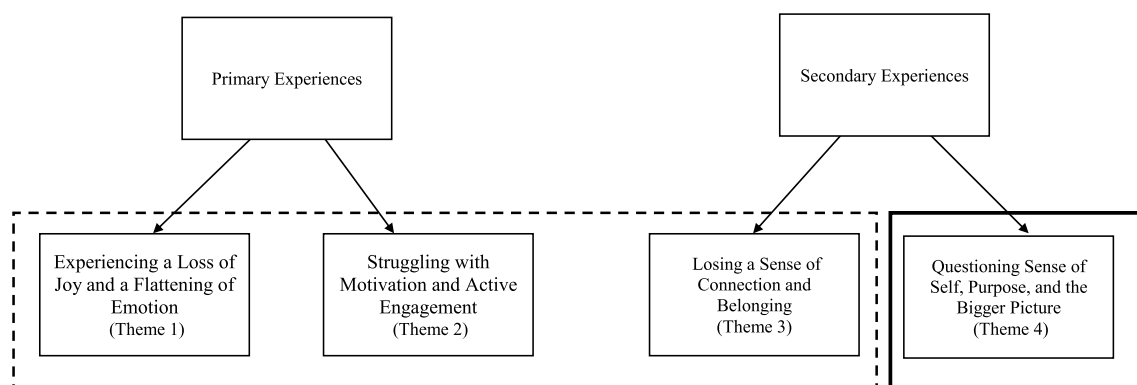 Primary Experiences
Secondary Experiences
Experiencing a Loss of
Joy and a Flattening of
Emotion
(Theme 1)
Struggling with
Motivation and Active
Engagement
(Theme 2)
Losing a Sense of
Connection and
Belonging
(Theme 3)
Questioning Sense of
Self, Purpose, and the
Bigger Picture
(Theme 4)